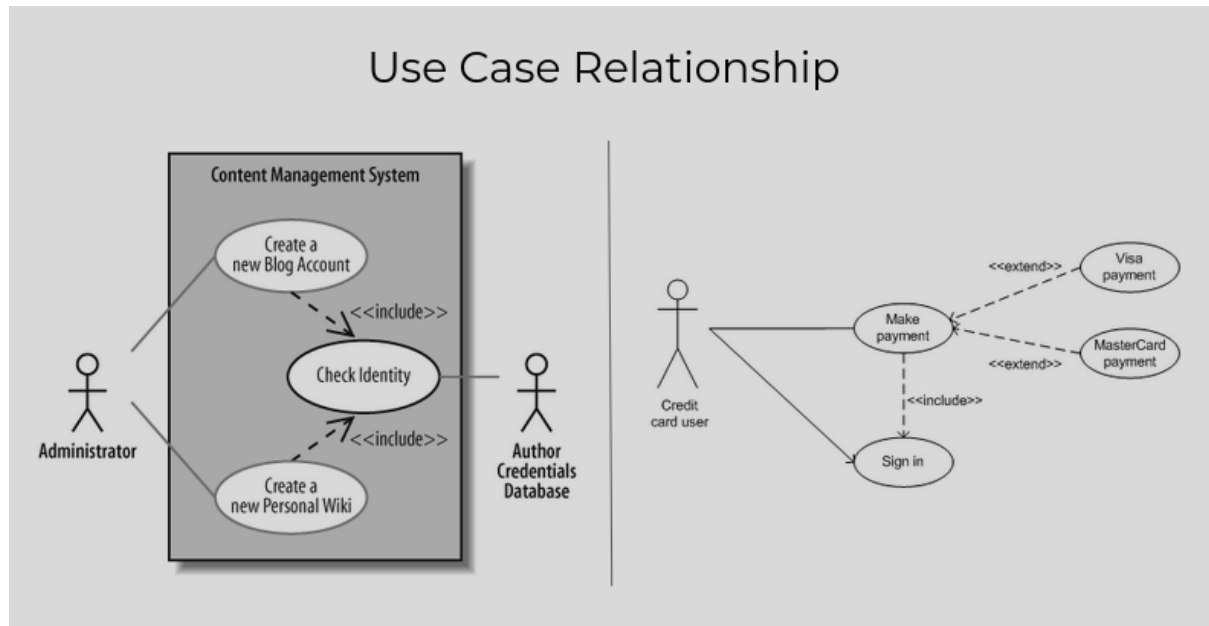 Use Case Relationship
Content Management System
Create a
new Blog Account
<<include>>
Check Identity
<<include>>
Create a
new Personal Wiki
Administrator
Author
Credentials
Database
Credit
card user
Make
payment
<<extend>>
Visa
payment
<<extend>>
MasterCard
payment
<<include>>
Sign in